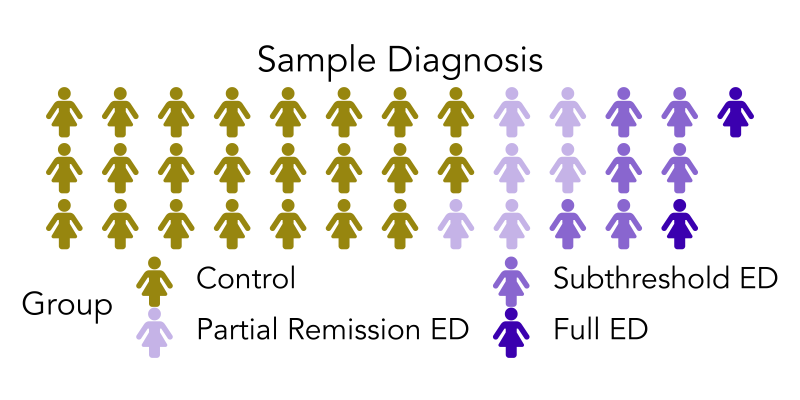 Sample Diagnosis
Group
Control
Partial Remission ED
Subthreshold ED
Full ED